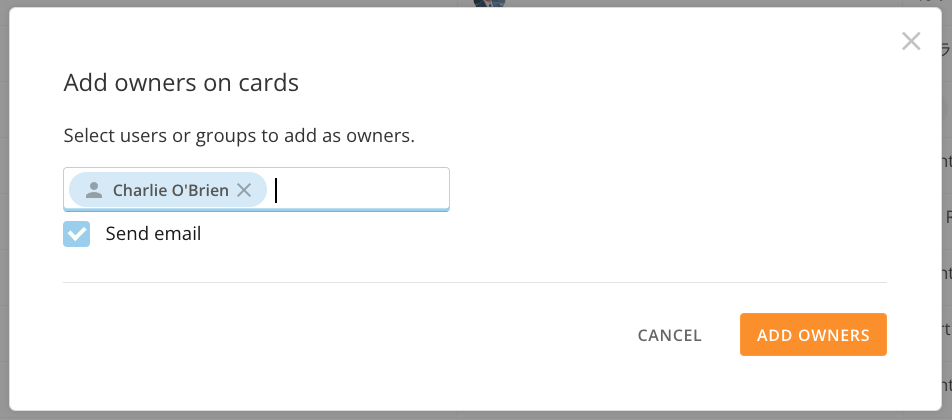 Add owners on cards
Select users or groups to add as owners.
Charlie O'Brien
Send email
CANCEL
ADD OWNERS